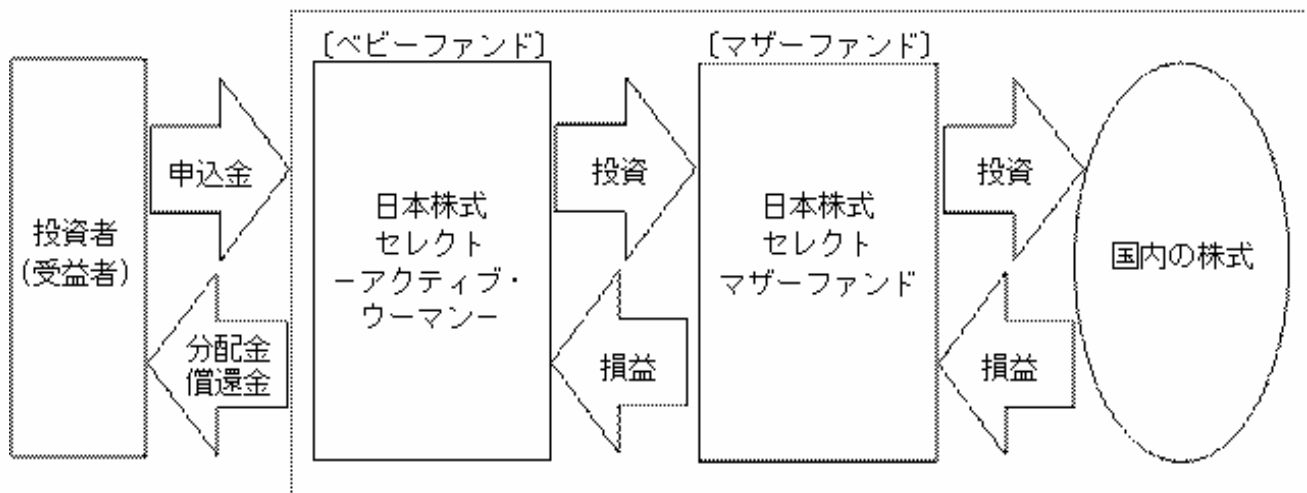 〔ベビーファンド〕
〔マザーファンド〕
投資者
(受益者)
申込金
分配金
償還金
日本株式
セレクト
－アクティブ・
ウーマン－
投資
損益
日本株式
セレクト
マザーファンド
投資
損益
国内の株式